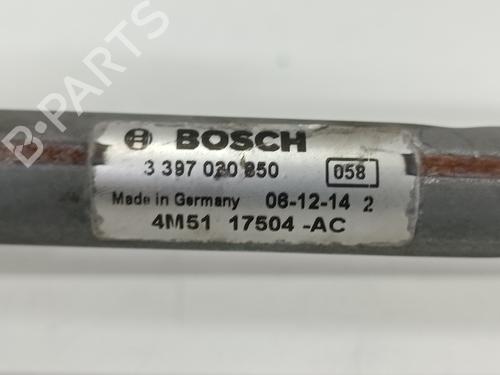 B-PARTS
BOSCH
3 397 020 850 058
Made in Germany 06-12-14 2
4M51 17504 -AC